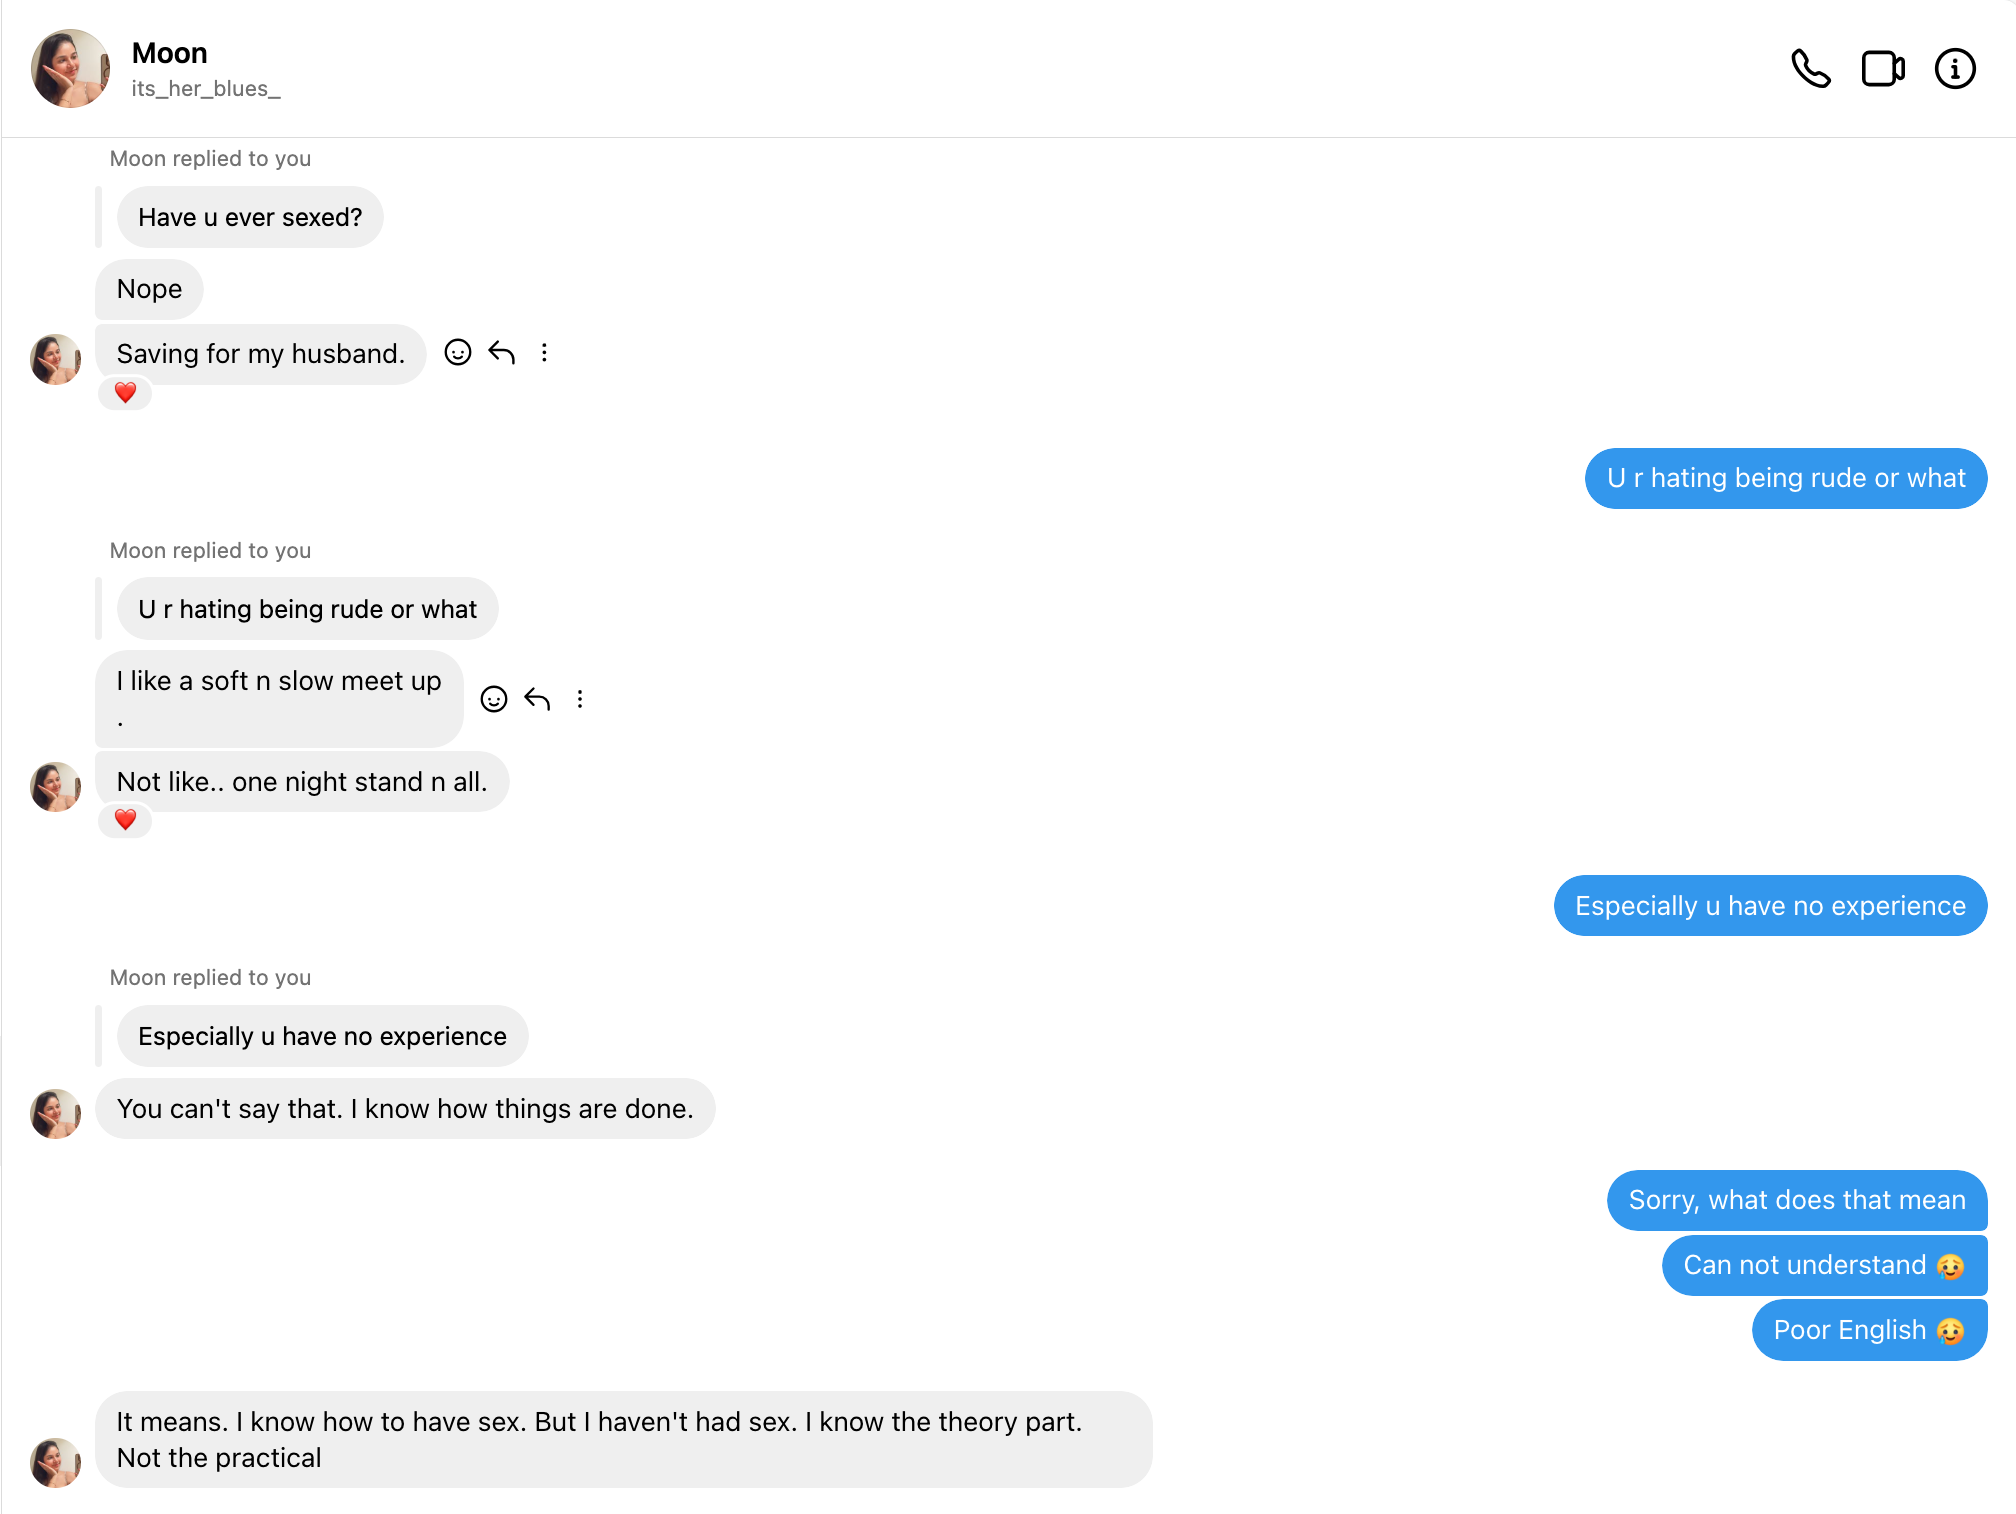 Moon
its_her_blues_
Moon replied to you
Have u ever sexed?
Nope
Saving for my husband.
❤️
U r hating being rude or what
Moon replied to you
U r hating being rude or what
I like a soft n slow meet up
.
Not like.. one night stand n all.
❤️
Especially u have no experience
Moon replied to you
Especially u have no experience
You can't say that. I know how things are done.
Sorry, what does that mean
Can not understand 🥲
Poor English 🥲
It means. I know how to have sex. But I haven't had sex. I know the theory part.
Not the practical